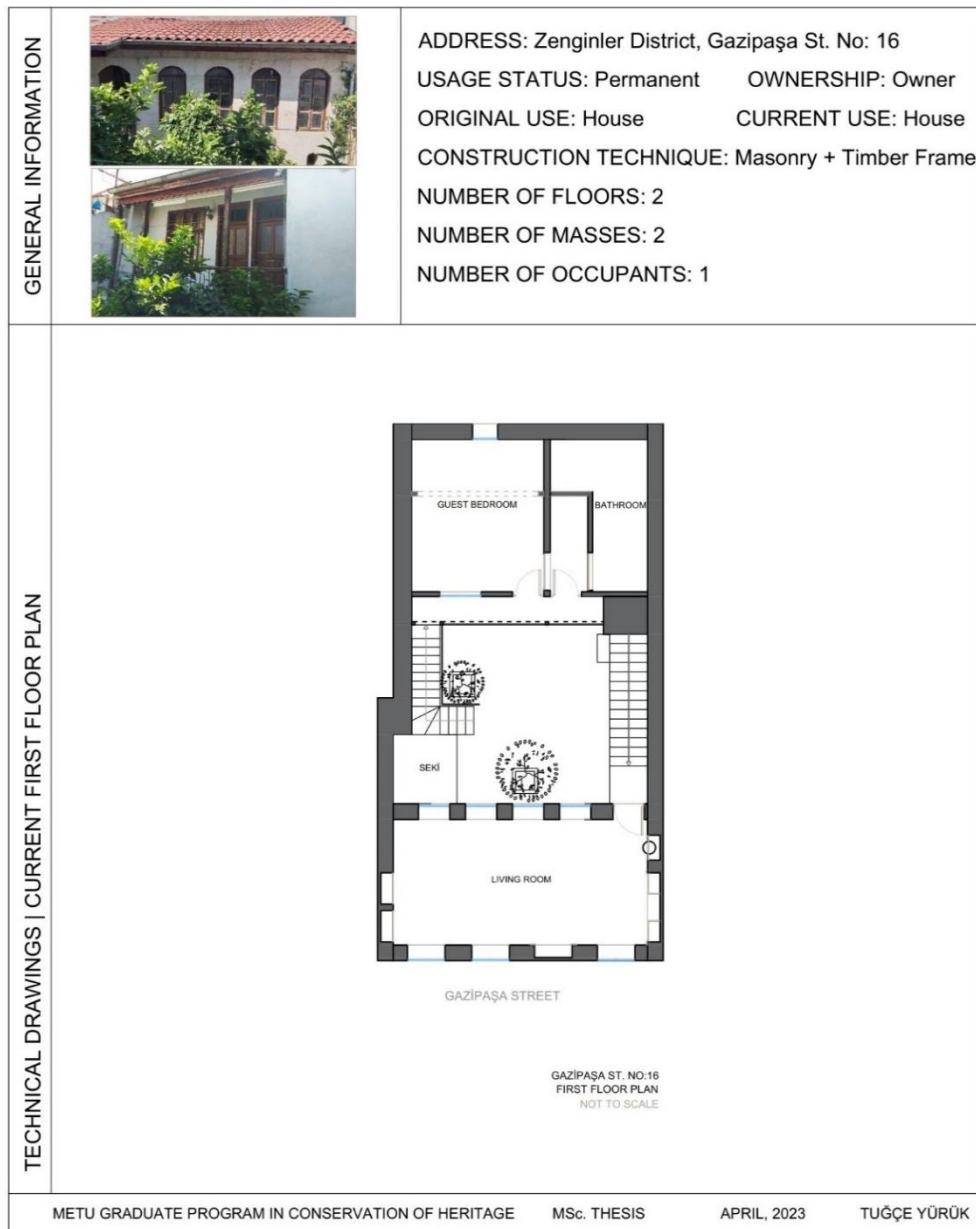 GENERAL INFORMATION
ADDRESS: Zenginler District, Gazipaşa St. No: 16
USAGE STATUS: Permanent OWNERSHIP: Owner
ORIGINAL USE: House CURRENT USE: House
CONSTRUCTION TECHNIQUE: Masonry + Timber Frame
NUMBER OF FLOORS: 2
NUMBER OF MASSES: 2
NUMBER OF OCCUPANTS: 1
TECHNICAL DRAWINGS | CURRENT FIRST FLOOR PLAN
GUEST BEDROOM
BATHROOM
SEKİ
LIVING ROOM
GAZİPAŞA STREET
GAZİPAŞA ST. NO:16
FIRST FLOOR PLAN
NOT TO SCALE
METU GRADUATE PROGRAM IN CONSERVATION OF HERITAGE MSc. THESIS APRIL, 2023 TUĞÇE YÜRÜK